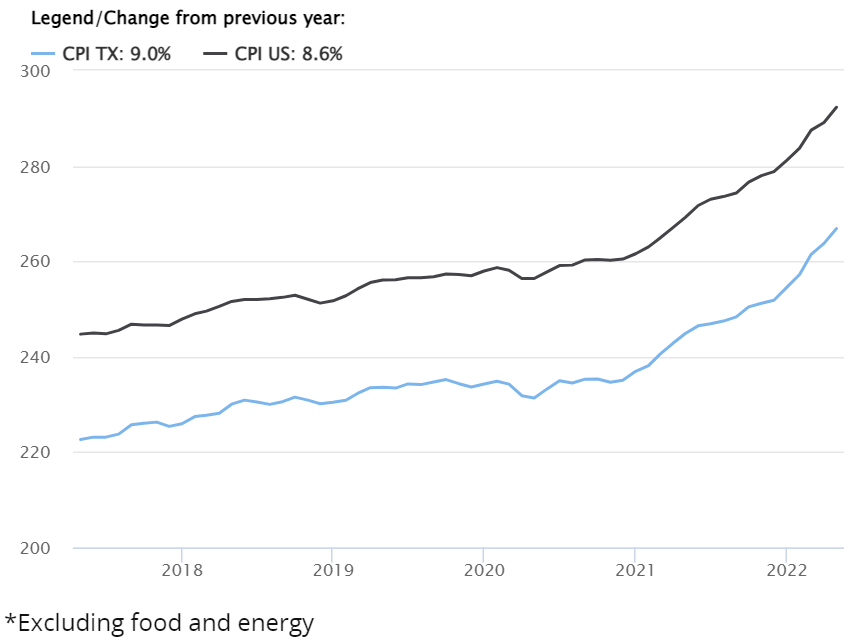 Legend/Change from previous year:
CPI TX: 9.0% CPI US: 8.6%
300
280
260
240
220
200
2018 2019 2020 2021 2022
*Excluding food and energy